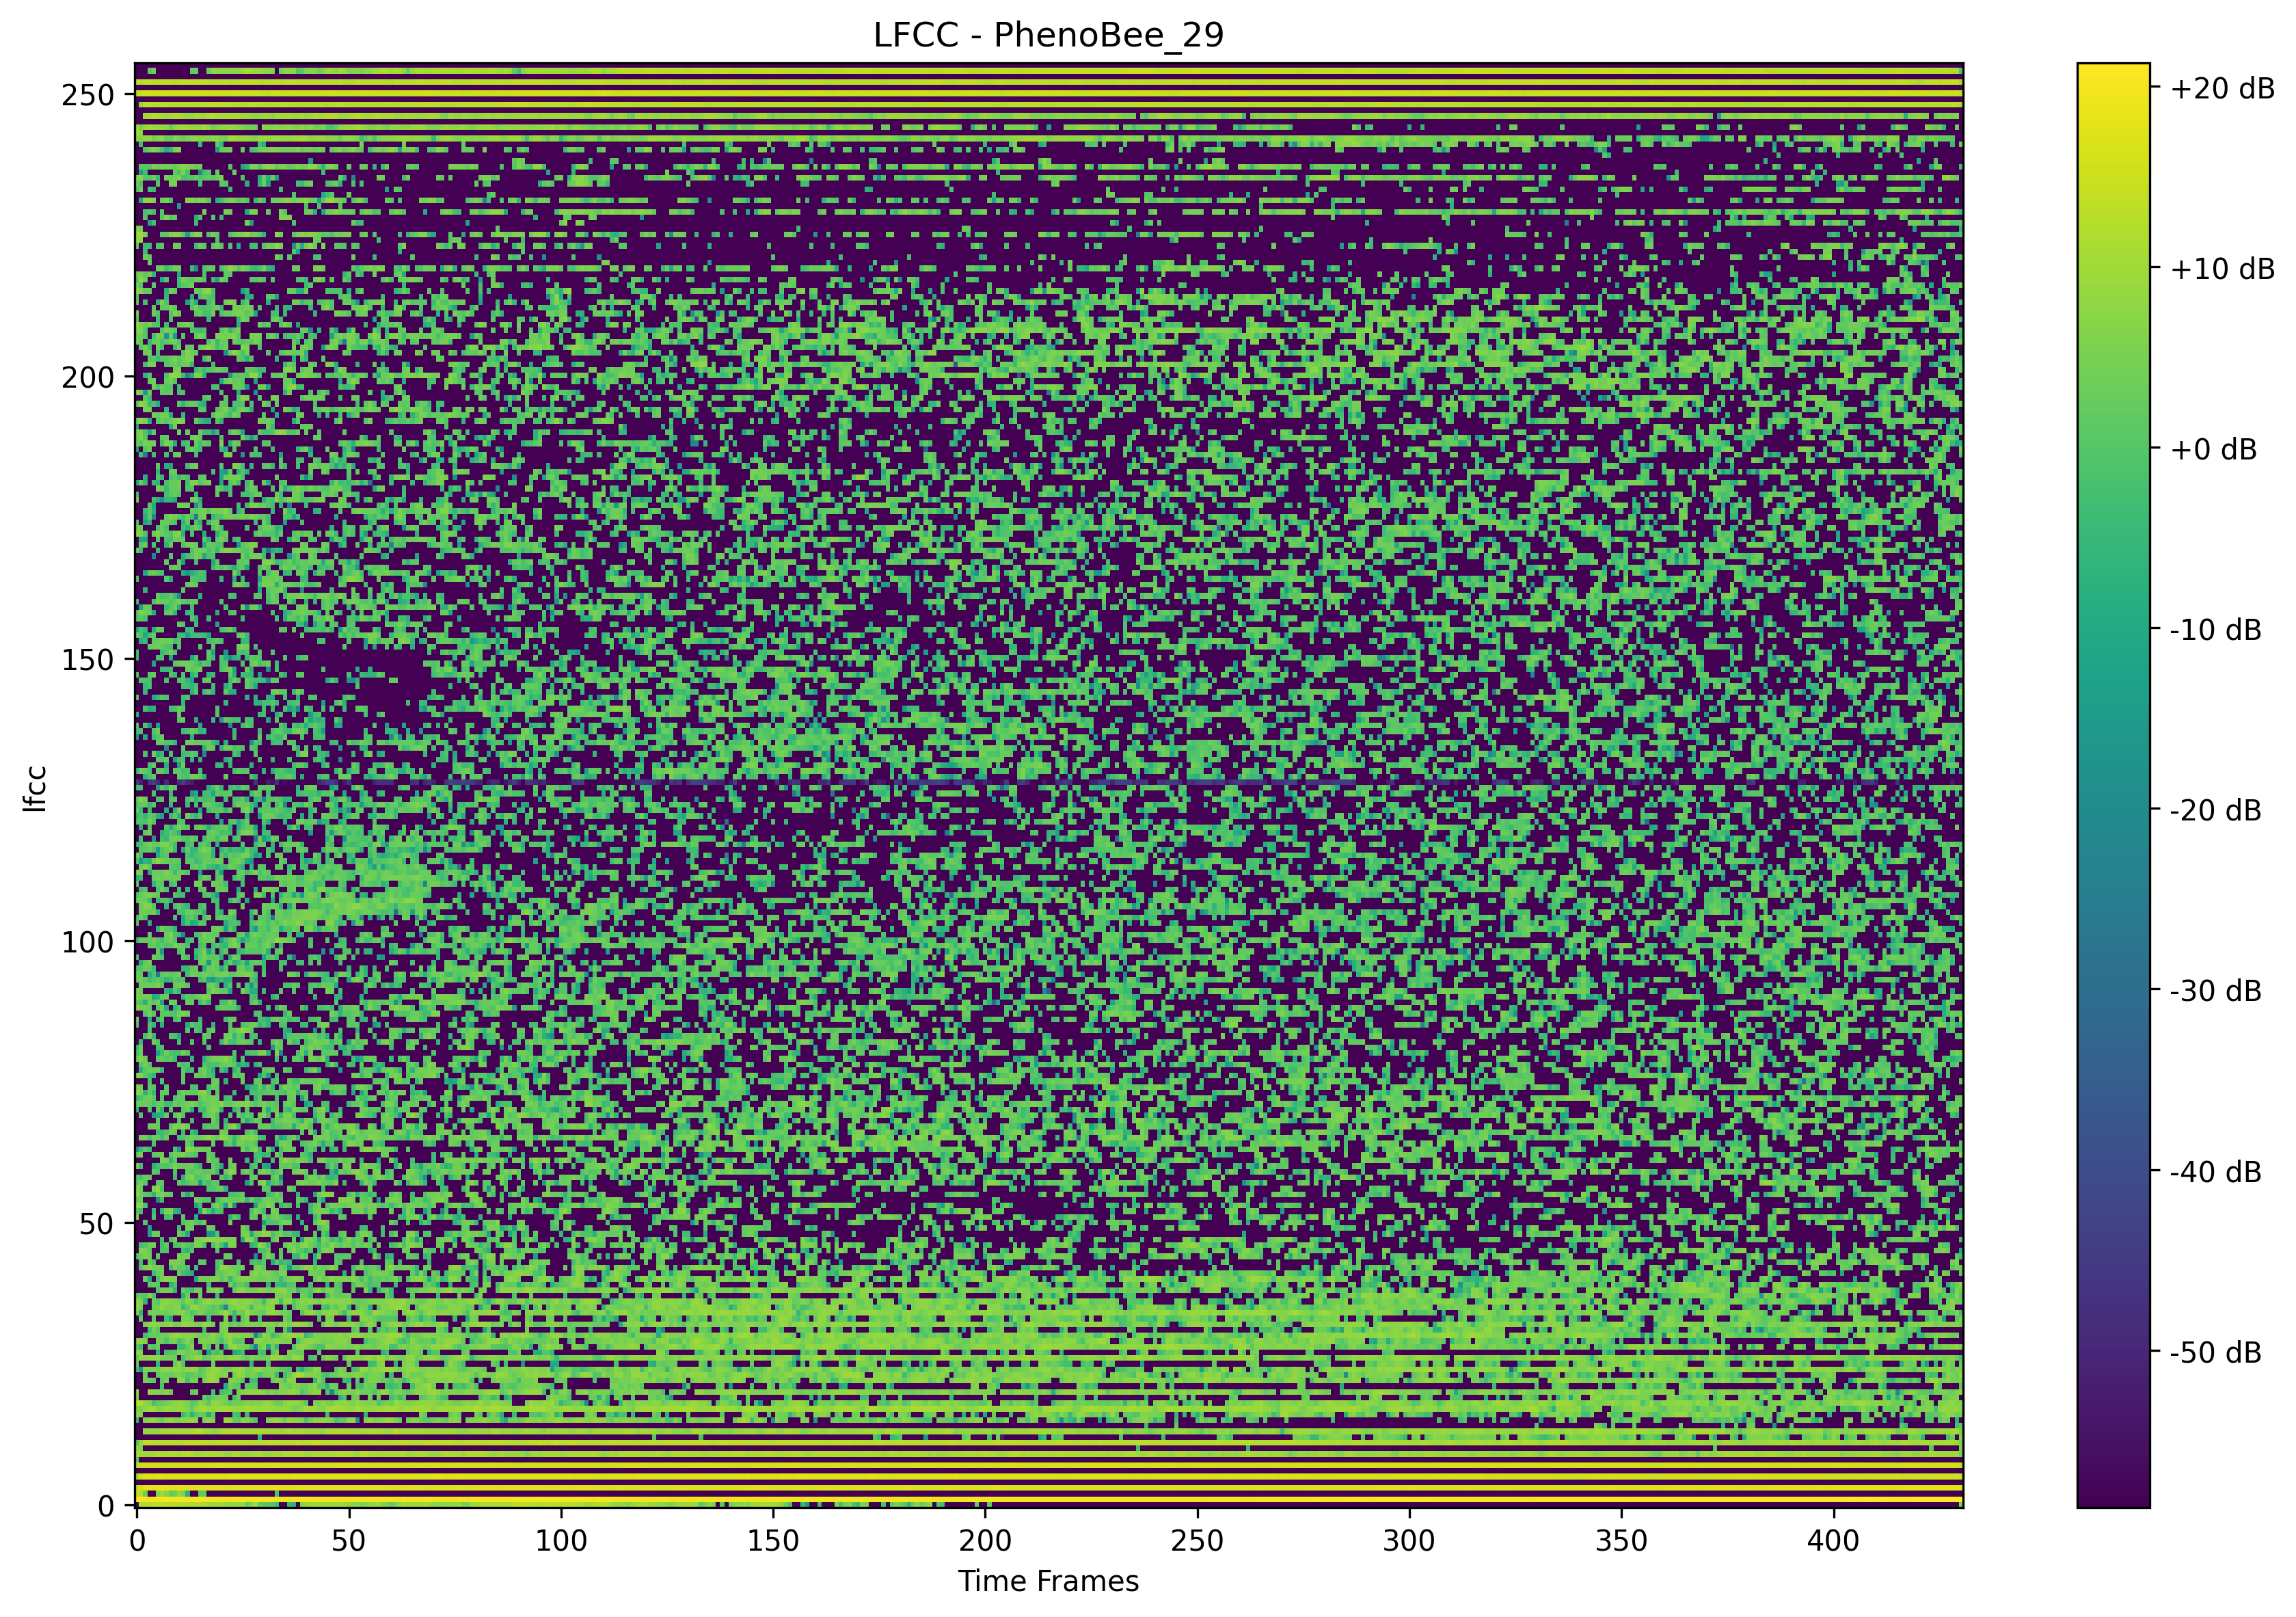 LFCC - PhenoBee_29
250
200
150
100
50
0
lfcc
0 50 100 150 200 250 300 350 400
Time Frames
+20 dB
+10 dB
+0 dB
-10 dB
-20 dB
-30 dB
-40 dB
-50 dB